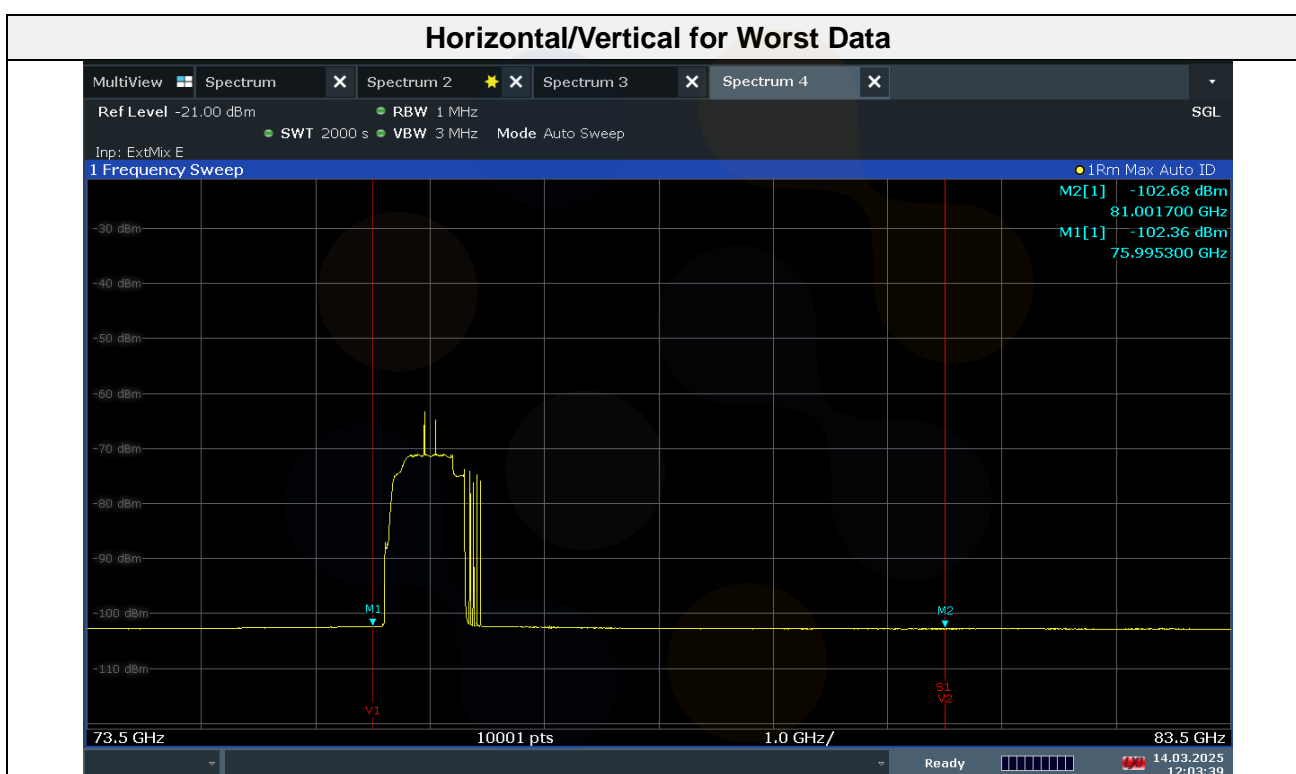 Horizontal/Vertical for Worst Data
MultiView Spectrum Spectrum 2 Spectrum 3 Spectrum 4
Ref Level -21.00 dBm RBW 1 MHz SGL
SWT 2000 s VBW 3 MHz Mode Auto Sweep
Inp: ExtMix E
1 Frequency Sweep 1Rm Max Auto ID
M2[1] -102.68 dBm
81.001700 GHz
-30 dBm M1[1] -102.36 dBm
75.995300 GHz
-40 dBm
-50 dBm
-60 dBm
-70 dBm
-80 dBm
-90 dBm
-100 dBm M1 M2
-110 dBm
S1
V1 V2
73.5 GHz 10001 pts 1.0 GHz/ 83.5 GHz
Ready 14.03.2025
12:03:39